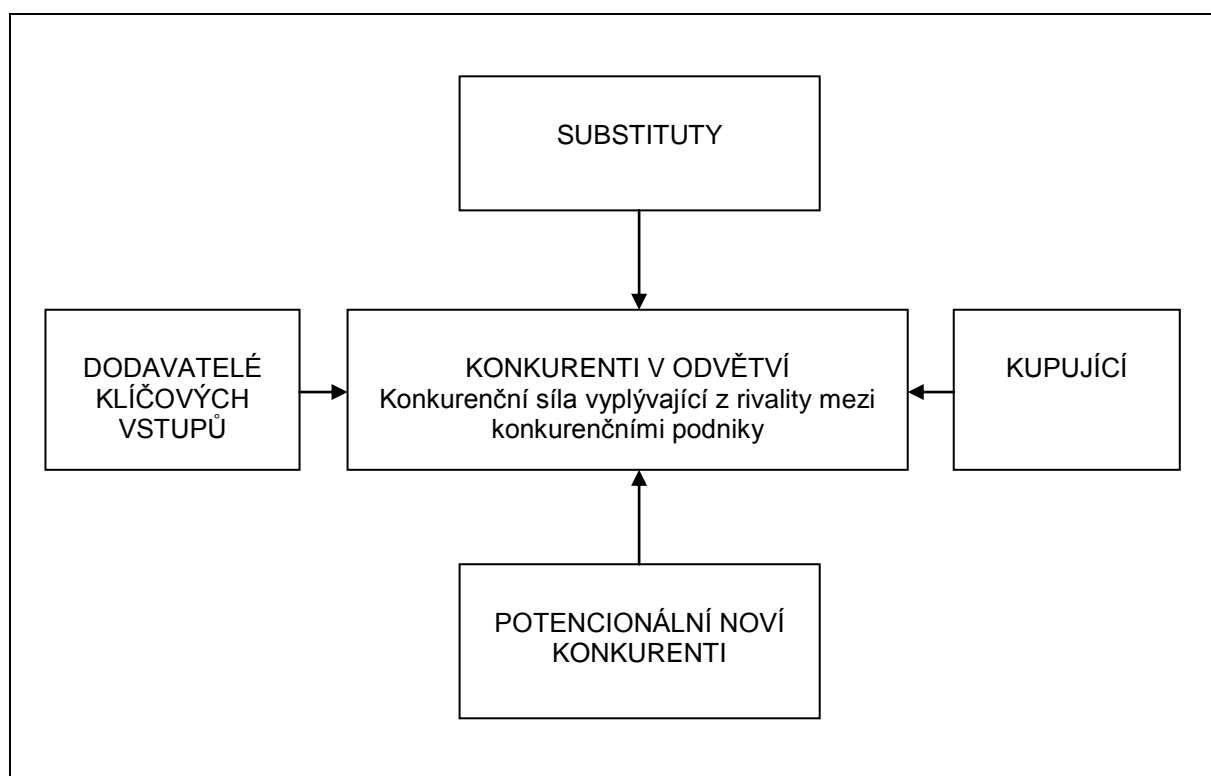 SUBSTITUTY
DODAVATELÉ
KLÍČOVÝCH
VSTUPŮ
KONKURENTI V ODVĚTVÍ
Konkurenční síla vyplývající z rivality mezi
konkurenčními podniky
KUPUJÍCÍ
POTENCIONÁLNÍ NOVÍ
KONKURENTI